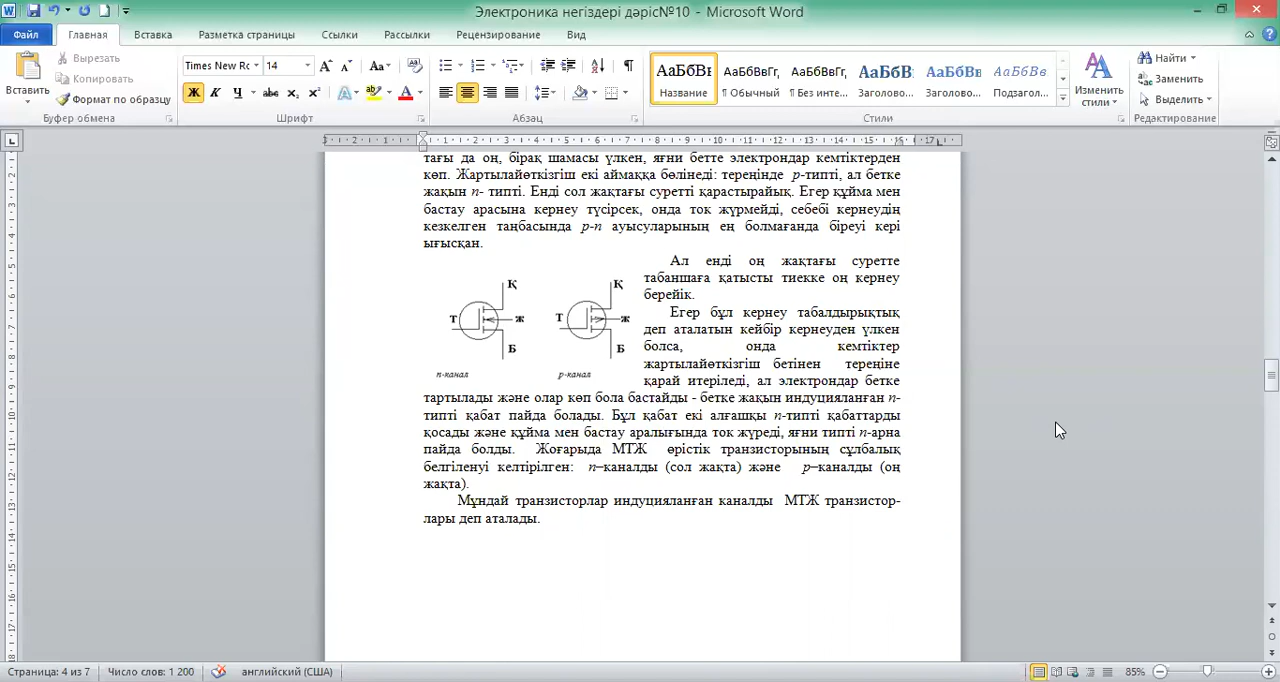 Электроника негіздері дәріс№10 - Microsoft Word
Файл Главная Вставка Разметка страницы Ссылки Рассылки Рецензирование Вид
Вставить
Вырезать
Копировать
Формат по образцу
Буфер обмена
Times New Ro 14
Ж К Ч abc x₂ x²
Шрифт
Абзац
АаБбВı АаБбВвГг, АаБбВвГг, АаБбВ: АаБбВв АаБбВв
Название ¶ Обычный ¶ Без инте... Заголово... Заголово... Подзагол...
Стили
Изменить
стили
Найти
Заменить
Выделить
Редактирование
тағы да оң, бірақ шамасы үлкен, яғни бетте электрондар кемтіктерден
көп. Жартылайөткізгіш екі аймаққа бөлінеді: тереңінде р-типті, ал бетке
жақын n- типті. Енді сол жақтағы суретті қарастырайық. Егер құйма мен
бастау арасына кернеу түсірсек, онда ток жүрмейді, себебі кернеудің
кезкелген таңбасында р-n ауысуларының ең болмағанда біреуі кері
ығысқан.
Ал енді оң жақтағы суретте
табаншаға қатысты тиекке оң кернеу
берейік.
Егер бұл кернеу табалдырықтық
деп аталатын кейбір кернеуден үлкен
болса, онда кемтіктер
жартылайөткізгіш бетінен тереңіне
қарай итеріледі, ал электрондар бетке
Қ Қ
Т ж Т ж
Б Б
n-канал р-канал
тартылады және олар көп бола бастайды - бетке жақын индуцияланған n-
типті қабат пайда болады. Бұл қабат екі алғашқы n-типті қабаттарды
қосады және құйма мен бастау аралығында ток жүреді, яғни типті n-арна
пайда болды. Жоғарыда МТЖ өрістік транзисторының сұлбалық
белгіленуі келтірілген: n–каналды (сол жақта) және р–каналды (оң
жақта).
Мұндай транзисторлар индуцияланған каналды МТЖ транзистор-
лары деп аталады.
Страница: 4 из 7 Число слов: 1 200 английский (США) 85%